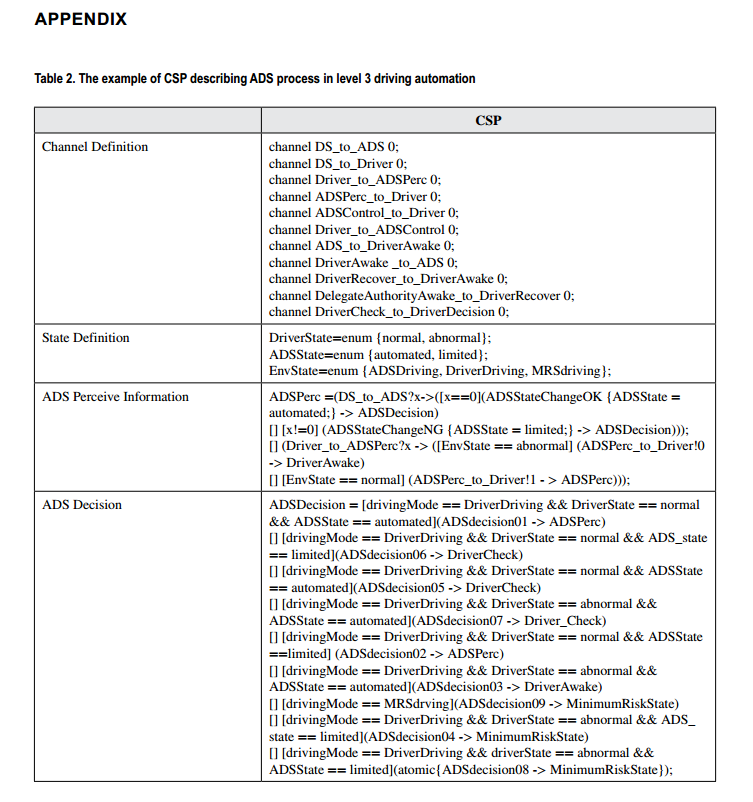 APPENDIX
Table 2. The example of CSP describing ADS process in level 3 driving automation
CSP
Channel Definition
channel DS_to_ADS 0;
channel DS_to_Driver 0;
channel Driver_to_ADSPerc 0;
channel ADSPerc_to_Driver 0;
channel ADSControl_to_Driver 0;
channel Driver_to_ADSControl 0;
channel ADS_to_DriverAwake 0;
channel DriverAwake _to_ADS 0;
channel DriverRecover_to_DriverAwake 0;
channel DelegateAuthorityAwake_to_DriverRecover 0;
channel DriverCheck_to_DriverDecision 0;
State Definition
DriverState=enum {normal, abnormal};
ADSState=enum {automated, limited};
EnvState=enum {ADSDriving, DriverDriving, MRSdriving};
ADS Perceive Information
ADSPerc =(DS_to_ADS?x->([x==0](ADSStateChangeOK {ADSState =
automated;} -> ADSDecision)
[] [x!=0] (ADSStateChangeNG {ADSState = limited;} -> ADSDecision)));
[] (Driver_to_ADSPerc?x -> ([EnvState == abnormal] (ADSPerc_to_Driver!0
-> DriverAwake)
[] [EnvState == normal] (ADSPerc_to_Driver!1 - > ADSPerc)));
ADS Decision
ADSDecision = [drivingMode == DriverDriving && DriverState == normal
&& ADSState == automated](ADSdecision01 -> ADSPerc)
[] [drivingMode == DriverDriving && DriverState == normal && ADS_state
== limited](ADSdecision06 -> DriverCheck)
[] [drivingMode == DriverDriving && DriverState == normal && ADSState
== automated](ADSdecision05 -> DriverCheck)
[] [drivingMode == DriverDriving && DriverState == abnormal &&
ADSState == automated](ADSdecision07 -> Driver_Check)
[] [drivingMode == DriverDriving && DriverState == normal && ADSState
==limited] (ADSdecision02 -> ADSPerc)
[] [drivingMode == DriverDriving && DriverState == abnormal &&
ADSState == automated](ADSdecision03 -> DriverAwake)
[] [drivingMode == MRSdrving](ADSdecision09 -> MinimumRiskState)
[] [drivingMode == DriverDriving && DriverState == abnormal && ADS_
state == limited](ADSdecision04 -> MinimumRiskState)
[] [drivingMode == DriverDriving && driverState == abnormal &&
ADSState == limited](atomic{ADSdecision08 -> MinimumRiskState});